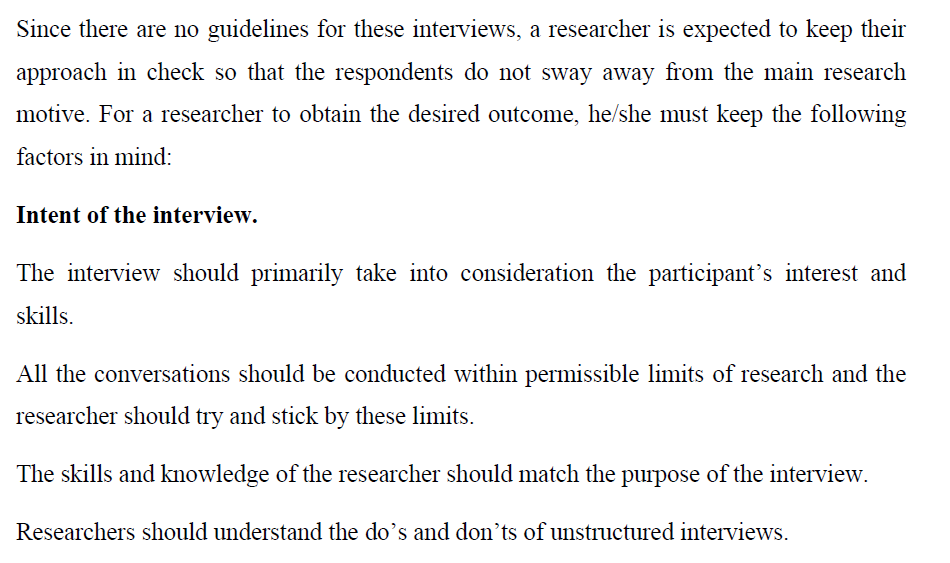 Since there are no guidelines for these interviews, a researcher is expected to keep their
approach in check so that the respondents do not sway away from the main research
motive. For a researcher to obtain the desired outcome, he/she must keep the following
factors in mind:
Intent of the interview.
The interview should primarily take into consideration the participant’s interest and
skills.
All the conversations should be conducted within permissible limits of research and the
researcher should try and stick by these limits.
The skills and knowledge of the researcher should match the purpose of the interview.
Researchers should understand the do’s and don’ts of unstructured interviews.